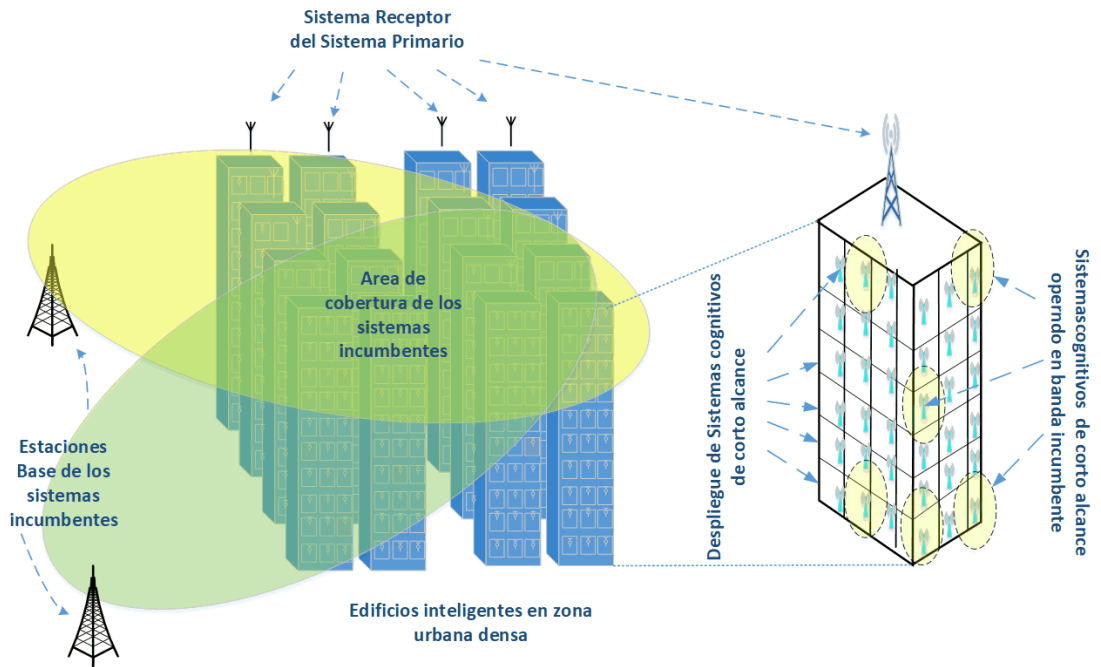 Sistema Receptor
del Sistema Primario
Area de
cobertura de los
sistemas
incumbentes
Estaciones
Base de los
sistemas
incumbentes
Edificios inteligentes en zona
urbana densa
Despliegue de Sistemas cognitivos
de corto alcance
Sistemascognitivos de corto alcance
operndo en banda incumbente